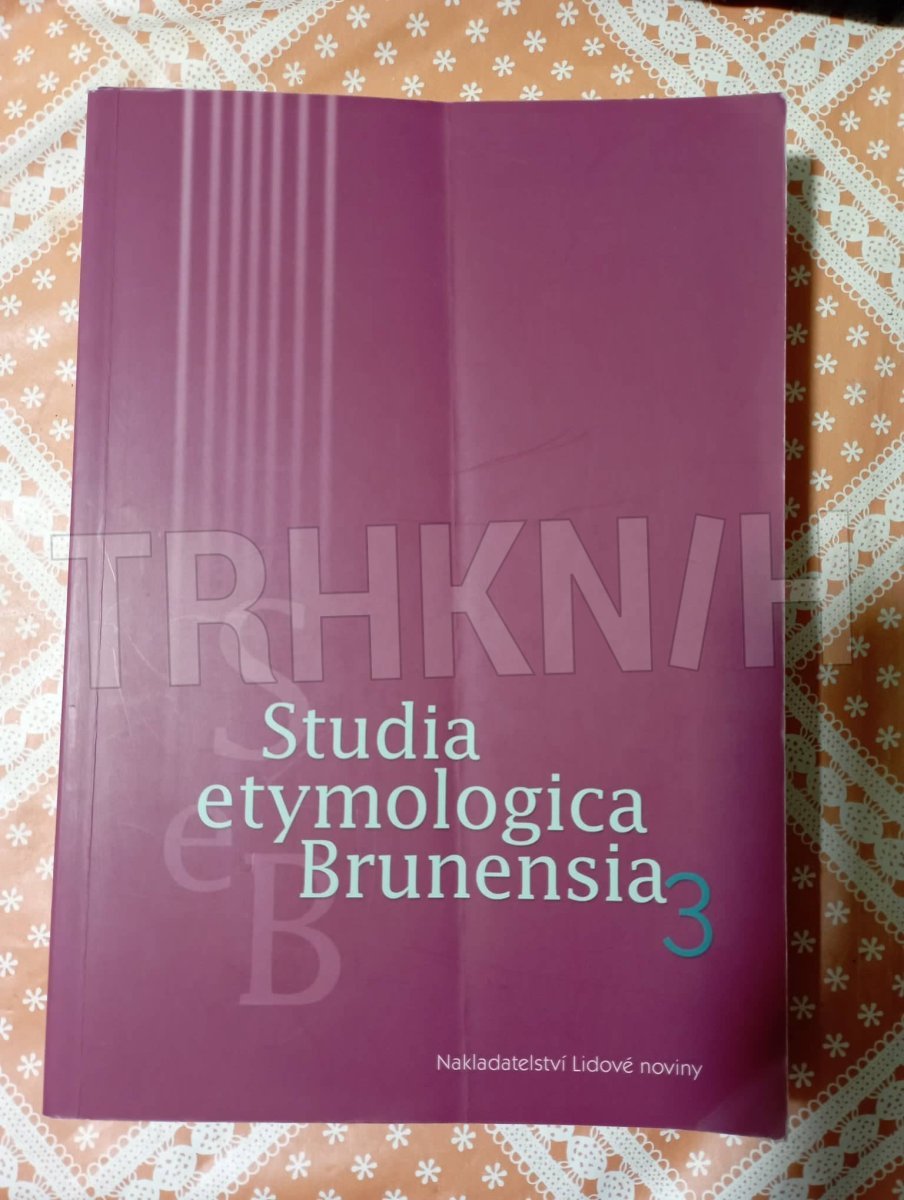 TRHKNIH
S
e
B
Studia
etymologica
Brunensia
3
Nakladatelství Lidové noviny